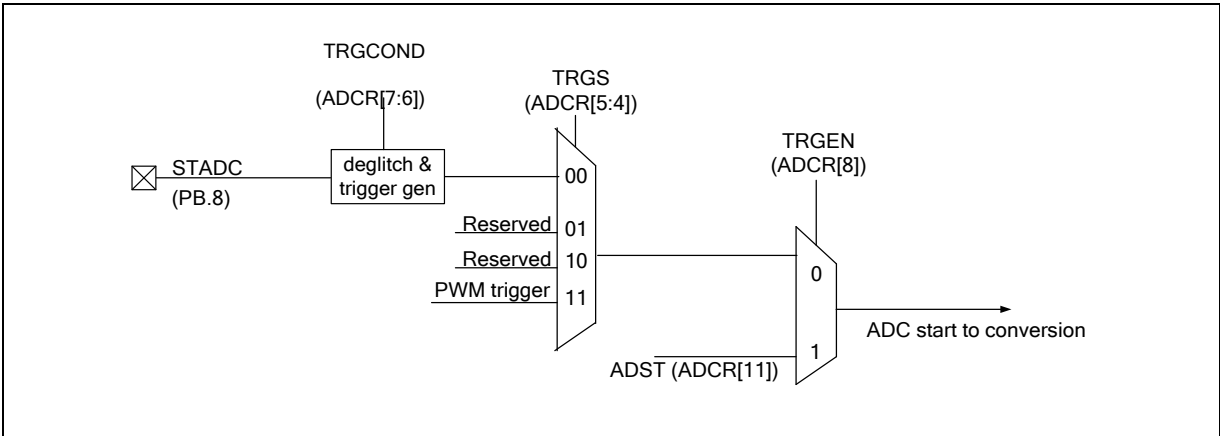 TRGCOND
(ADCR[7:6])
TRGS
(ADCR[5:4])
TRGEN
(ADCR[8])
STADC
(PB.8)
deglitch &
trigger gen
00
Reserved 01
Reserved 10
PWM trigger 11
0
1
ADST (ADCR[11])
ADC start to conversion